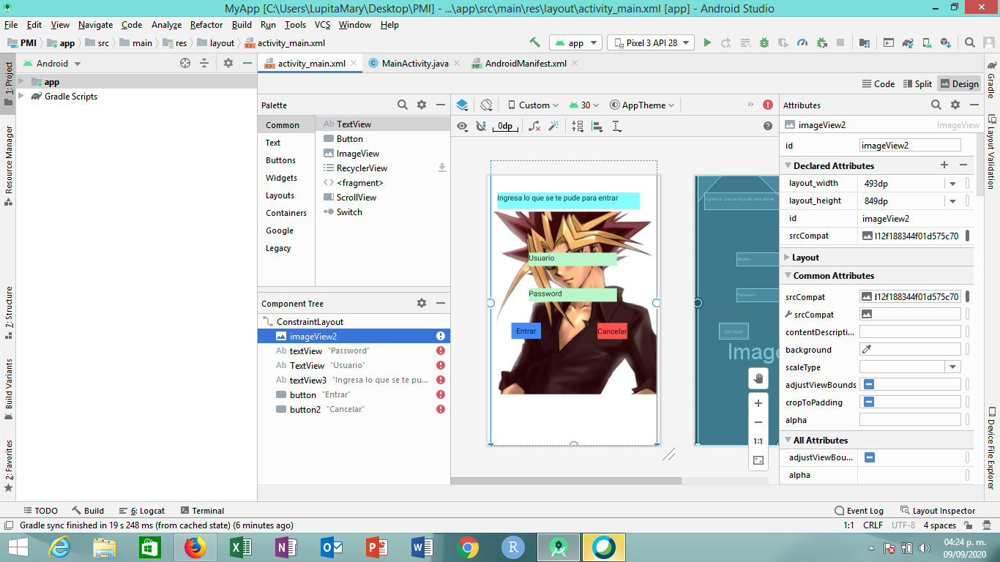 MyApp [C:\Users\LupitaMary\Desktop\PMI] - ...\app\src\main\res\layout\activity_main.xml [app] - Android Studio
File Edit View Navigate Code Analyze Refactor Build Run Tools VCS Window Help
PMI app src main res layout activity_main.xml
app Pixel 3 API 28
1: Project
Resource Manager
7: Structure
Build Variants
2: Favorites
Android
app
Gradle Scripts
activity_main.xml MainActivity.java AndroidManifest.xml
Code Split Design
Palette
Common
Text
Buttons
Widgets
Layouts
Containers
Google
Legacy
Ab TextView
Button
ImageView
RecyclerView
<fragment>
ScrollView
Switch
Component Tree
ConstraintLayout
imageView2
Ab textView "Password"
Ab TextView "Usuario"
Ab textView3 "Ingresa lo que se te pu...
button "Entrar"
button2 "Cancelar"
Custom 30 AppTheme
0dp
Ingresa lo que se te pude para entrar
Usuario
Password
Entrar Cancelar
Ingresa lo que se te pude para entrar
Usuario
Password
ENTRAR
Image
1:1
Attributes
imageView2 ImageView
id imageView2
Declared Attributes
layout_width 493dp
layout_height 849dp
id imageView2
srcCompat l12f188344f01d575c70
Layout
Common Attributes
srcCompat l12f188344f01d575c70
srcCompat
contentDescripti...
background
scaleType
adjustViewBounds
cropToPadding
alpha
All Attributes
adjustViewBou...
alpha
Gradle
Layout Validation
Device File Explorer
TODO Build 6: Logcat Terminal Event Log Layout Inspector
Gradle sync finished in 19 s 248 ms (from cached state) (6 minutes ago) 1:1 CRLF UTF-8 4 spaces
04:24 p. m.
09/09/2020